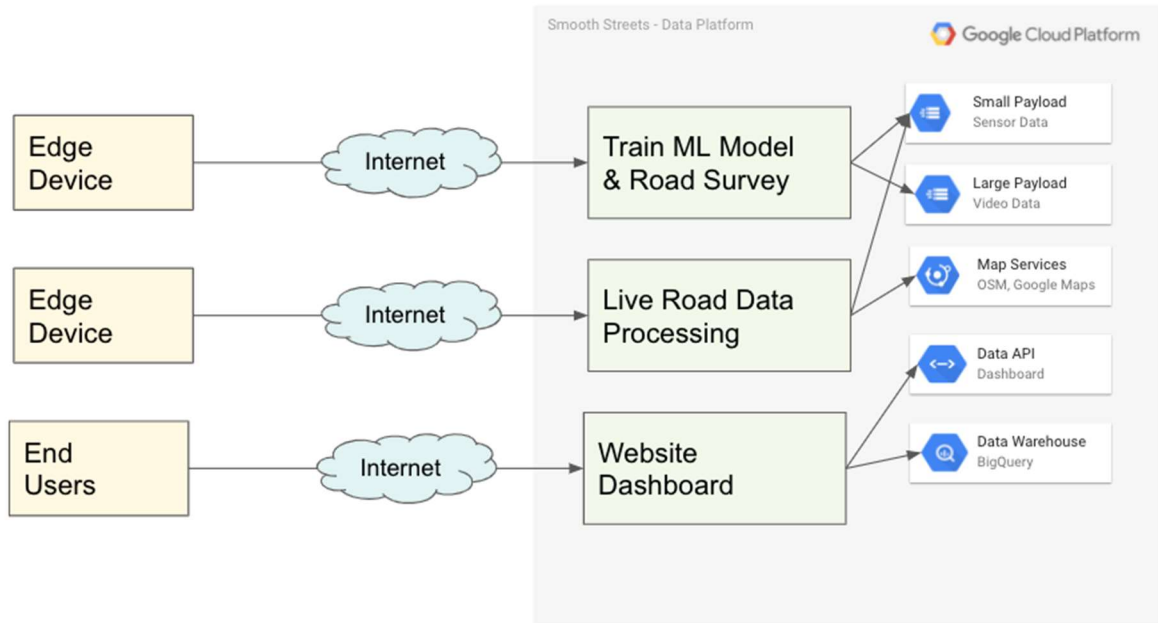 Smooth Streets - Data Platform
Google Cloud Platform
Edge
Device
Internet
Train ML Model
& Road Survey
Small Payload
Sensor Data
Large Payload
Video Data
Edge
Device
Internet
Live Road Data
Processing
Map Services
OSM, Google Maps
Data API
Dashboard
End
Users
Internet
Website
Dashboard
Data Warehouse
BigQuery